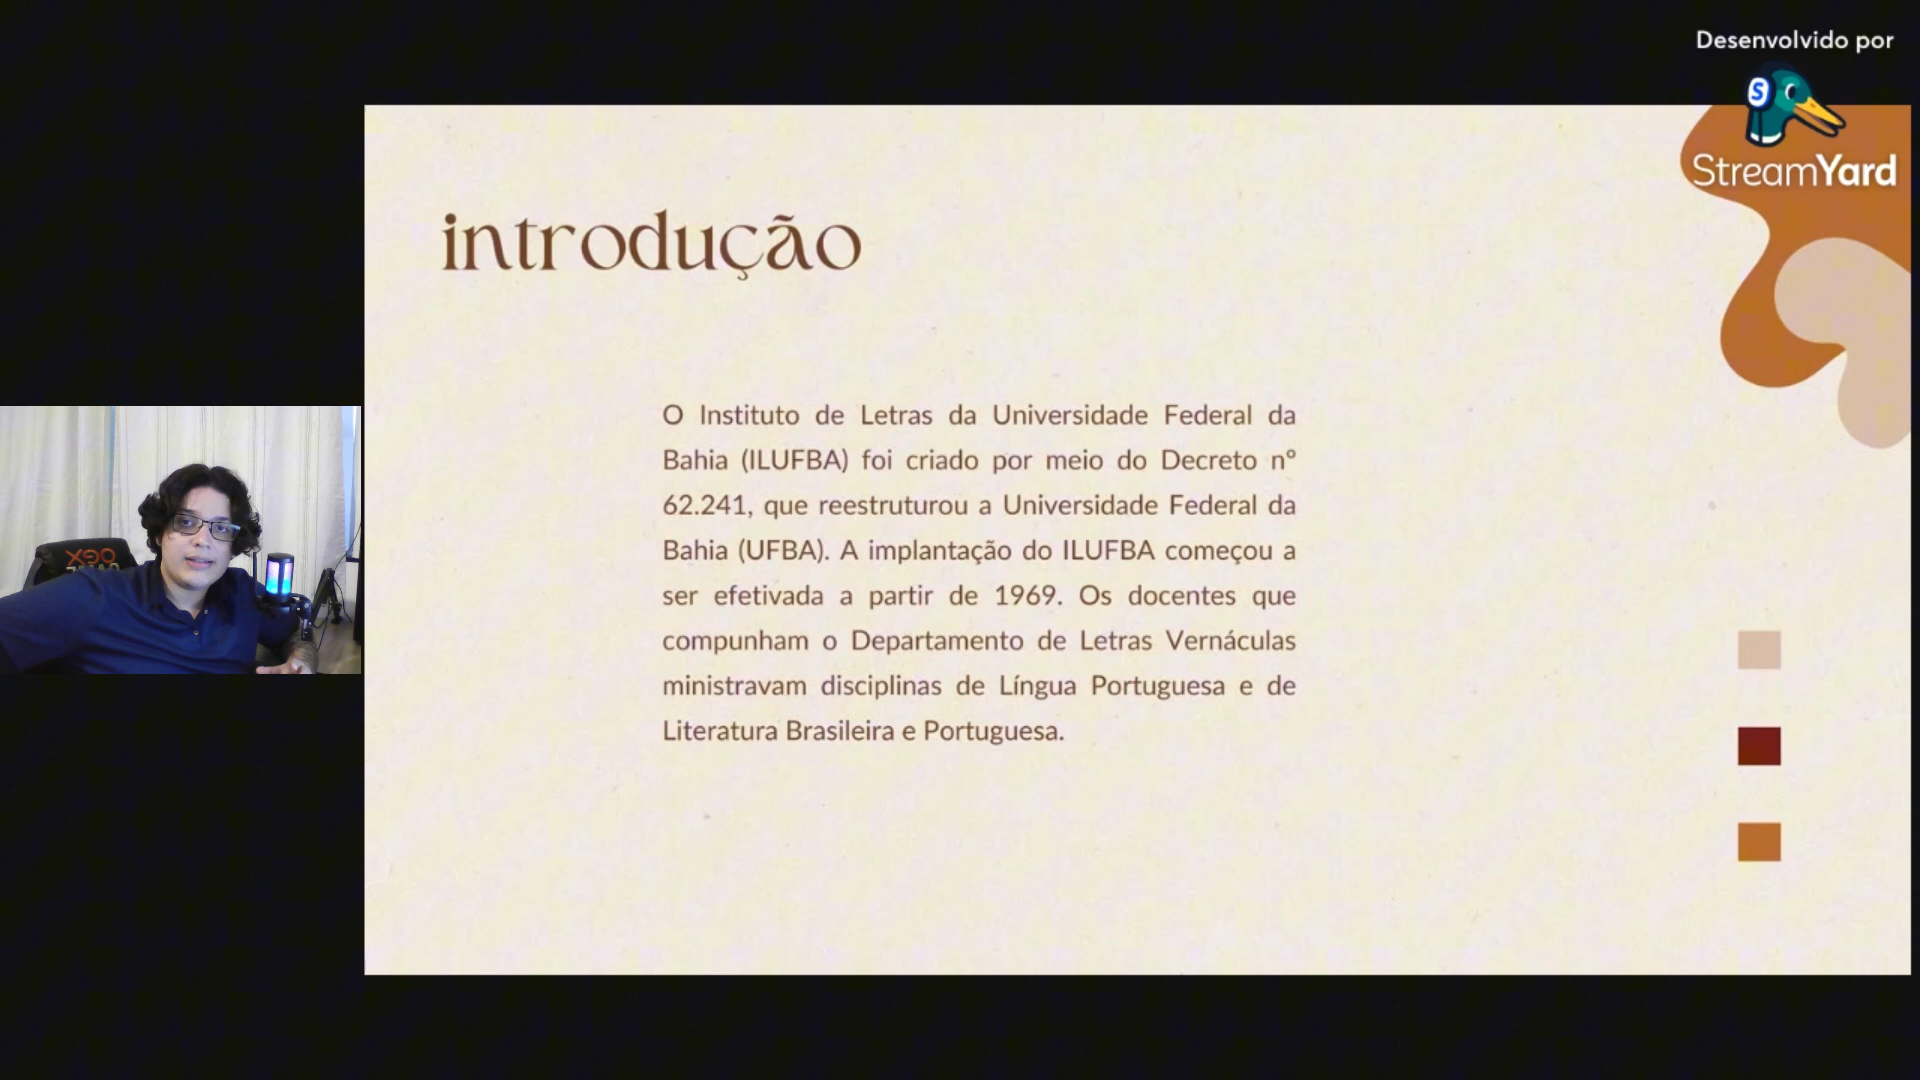 Desenvolvido por
S
StreamYard
introdução
O Instituto de Letras da Universidade Federal da
Bahia (ILUFBA) foi criado por meio do Decreto nº
62.241, que reestruturou a Universidade Federal da
Bahia (UFBA). A implantação do ILUFBA começou a
ser efetivada a partir de 1969. Os docentes que
compunham o Departamento de Letras Vernáculas
ministravam disciplinas de Língua Portuguesa e de
Literatura Brasileira e Portuguesa.